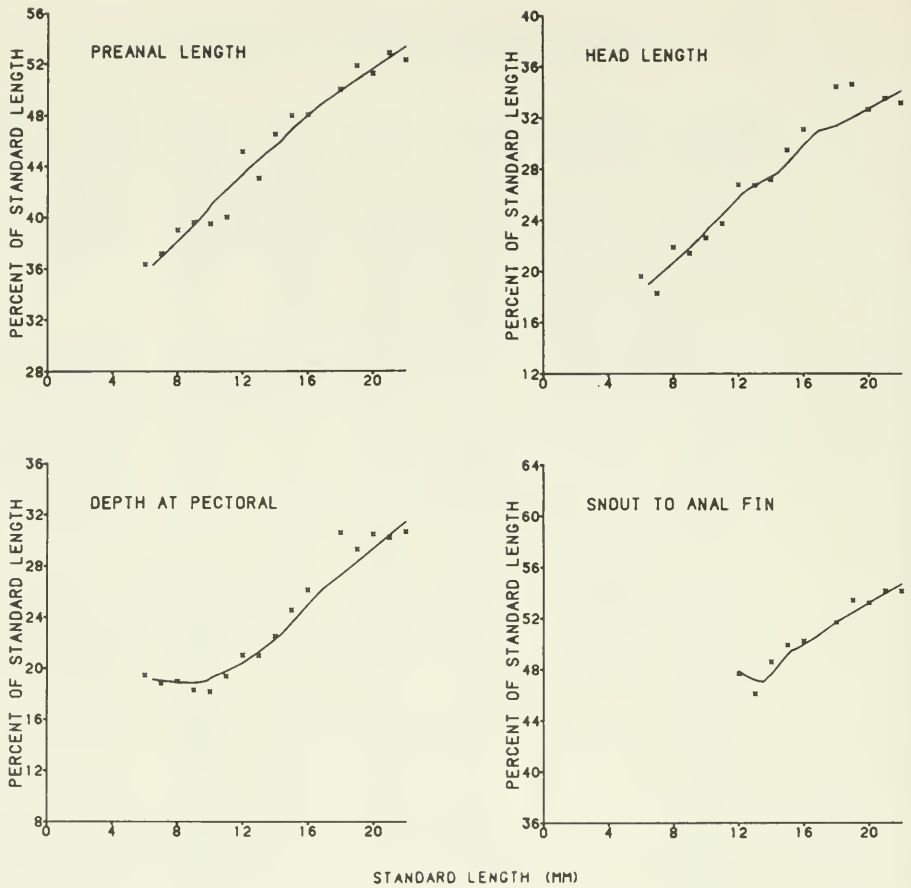 PREANAL LENGTH
PERCENT OF STANDARD LENGTH
56
52
48
44
40
36
32
28
0 4 8 12 16 20
HEAD LENGTH
PERCENT OF STANDARD LENGTH
40
36
32
28
24
20
16
12
0 4 8 12 16 20
DEPTH AT PECTORAL
PERCENT OF STANDARD LENGTH
36
32
28
24
20
16
12
8
0 4 8 12 16 20
SNOUT TO ANAL FIN
PERCENT OF STANDARD LENGTH
64
60
56
52
48
44
40
36
0 4 8 12 16 20
STANDARD LENGTH (MM)